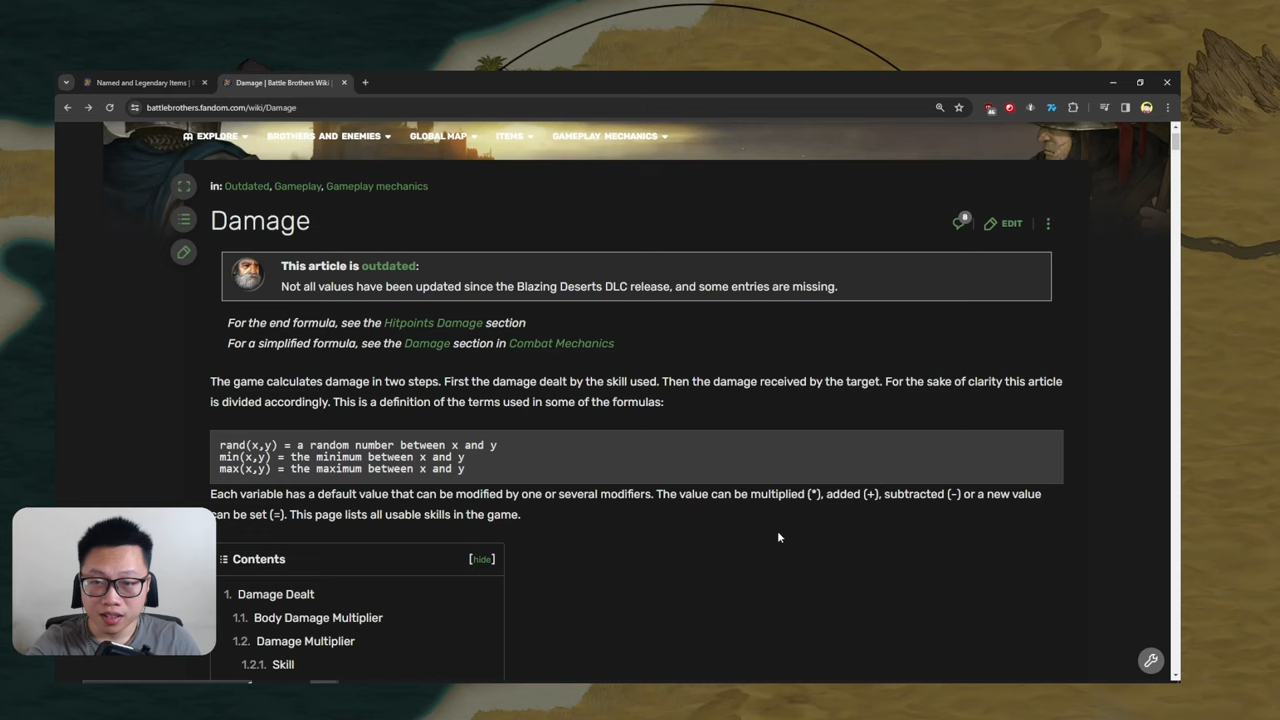 Named and Legendary Items |
Damage | Battle Brothers Wiki |
battlebrothers.fandom.com/wiki/Damage
EXPLORE
BROTHERS AND ENEMIES
GLOBAL MAP
ITEMS
GAMEPLAY MECHANICS
in: Outdated, Gameplay, Gameplay mechanics
Damage
8
EDIT
This article is outdated:
Not all values have been updated since the Blazing Deserts DLC release, and some entries are missing.
For the end formula, see the Hitpoints Damage section
For a simplified formula, see the Damage section in Combat Mechanics
The game calculates damage in two steps. First the damage dealt by the skill used. Then the damage received by the target. For the sake of clarity this article
is divided accordingly. This is a definition of the terms used in some of the formulas:
rand(x,y) = a random number between x and y
min(x,y) = the minimum between x and y
max(x,y) = the maximum between x and y
Each variable has a default value that can be modified by one or several modifiers. The value can be multiplied (*), added (+), subtracted (-) or a new value
can be set (=). This page lists all usable skills in the game.
Contents [hide]
1. Damage Dealt
1.1. Body Damage Multiplier
1.2. Damage Multiplier
1.2.1. Skill